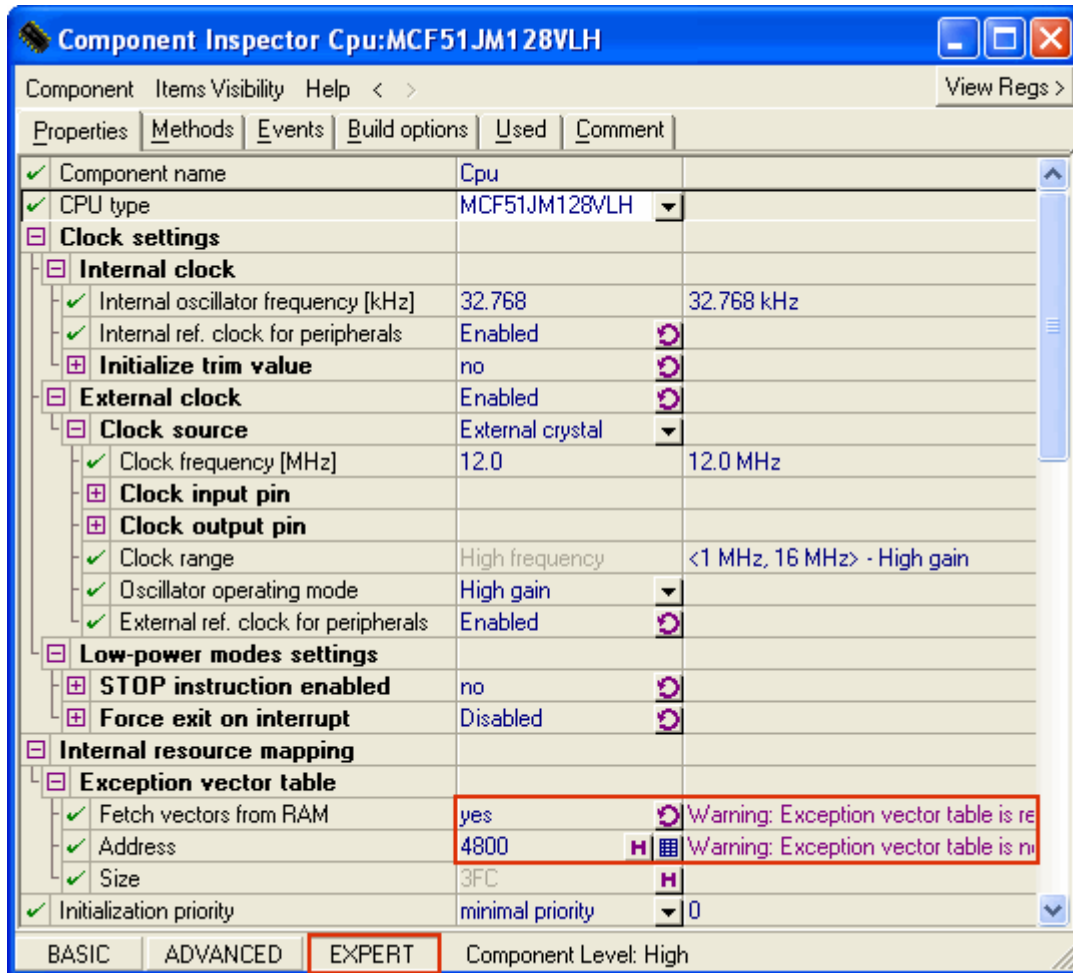 Component Inspector Cpu:MCF51JM128VLH
Component Items Visibility Help < > View Regs >
Properties Methods Events Build options Used Comment
Component name Cpu
CPU type MCF51JM128VLH
Clock settings
Internal clock
Internal oscillator frequency [kHz] 32.768 32.768 kHz
Internal ref. clock for peripherals Enabled
Initialize trim value no
External clock Enabled
Clock source External crystal
Clock frequency [MHz] 12.0 12.0 MHz
Clock input pin
Clock output pin
Clock range High frequency <1 MHz, 16 MHz> - High gain
Oscillator operating mode High gain
External ref. clock for peripherals Enabled
Low-power modes settings
STOP instruction enabled no
Force exit on interrupt Disabled
Internal resource mapping
Exception vector table
Fetch vectors from RAM yes Warning: Exception vector table is re
Address 4800 H Warning: Exception vector table is n
Size 3FC H
Initialization priority minimal priority 0
BASIC ADVANCED EXPERT Component Level: High